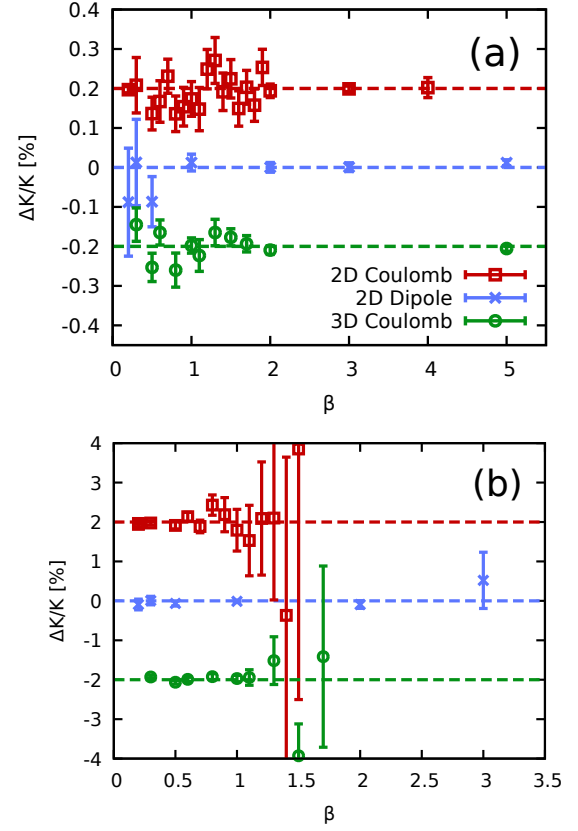 (a)
ΔK/K [%]
0.4
0.3
0.2
0.1
0
-0.1
-0.2
-0.3
-0.4
2D Coulomb
2D Dipole
3D Coulomb
0 1 2 3 4 5
β
(b)
ΔK/K [%]
4
3
2
1
0
-1
-2
-3
-4
0 0.5 1 1.5 2 2.5 3 3.5
β